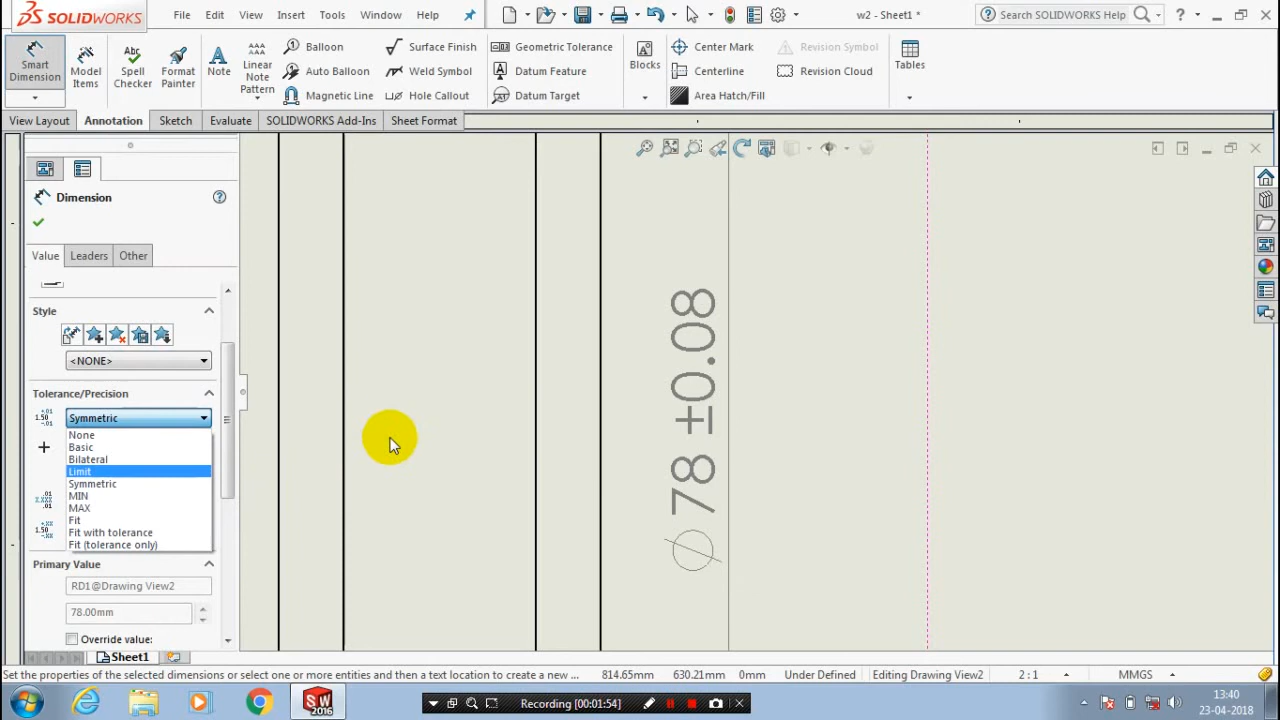 SOLIDWORKS File Edit View Insert Tools Window Help w2 - Sheet1 * Search SOLIDWORKS Help ?
Smart Dimension
Model Items
Spell Checker
Format Painter
Note
Linear Note Pattern
Balloon
Auto Balloon
Magnetic Line
Surface Finish
Weld Symbol
Hole Callout
Geometric Tolerance
Datum Feature
Datum Target
Blocks
Center Mark
Centerline
Area Hatch/Fill
Revision Symbol
Revision Cloud
Tables
View Layout Annotation Sketch Evaluate SOLIDWORKS Add-Ins Sheet Format
Dimension
Value Leaders Other
Style
<NONE>
Tolerance/Precision
Symmetric
None
Basic
Bilateral
Limit
Symmetric
MIN
MAX
Fit
Fit with tolerance
Fit (tolerance only)
Primary Value
RD1@Drawing View2
78.00mm
Override value:
∅78 ±0.08
Sheet1
Set the properties of the selected dimensions or select one or more entities and then a text location to create a new ... 814.65mm 630.21mm 0mm Under Defined Editing Drawing View2 2 : 1 MMGS
SW 2016
Recording [00:01:54]
13:40
23-04-2018